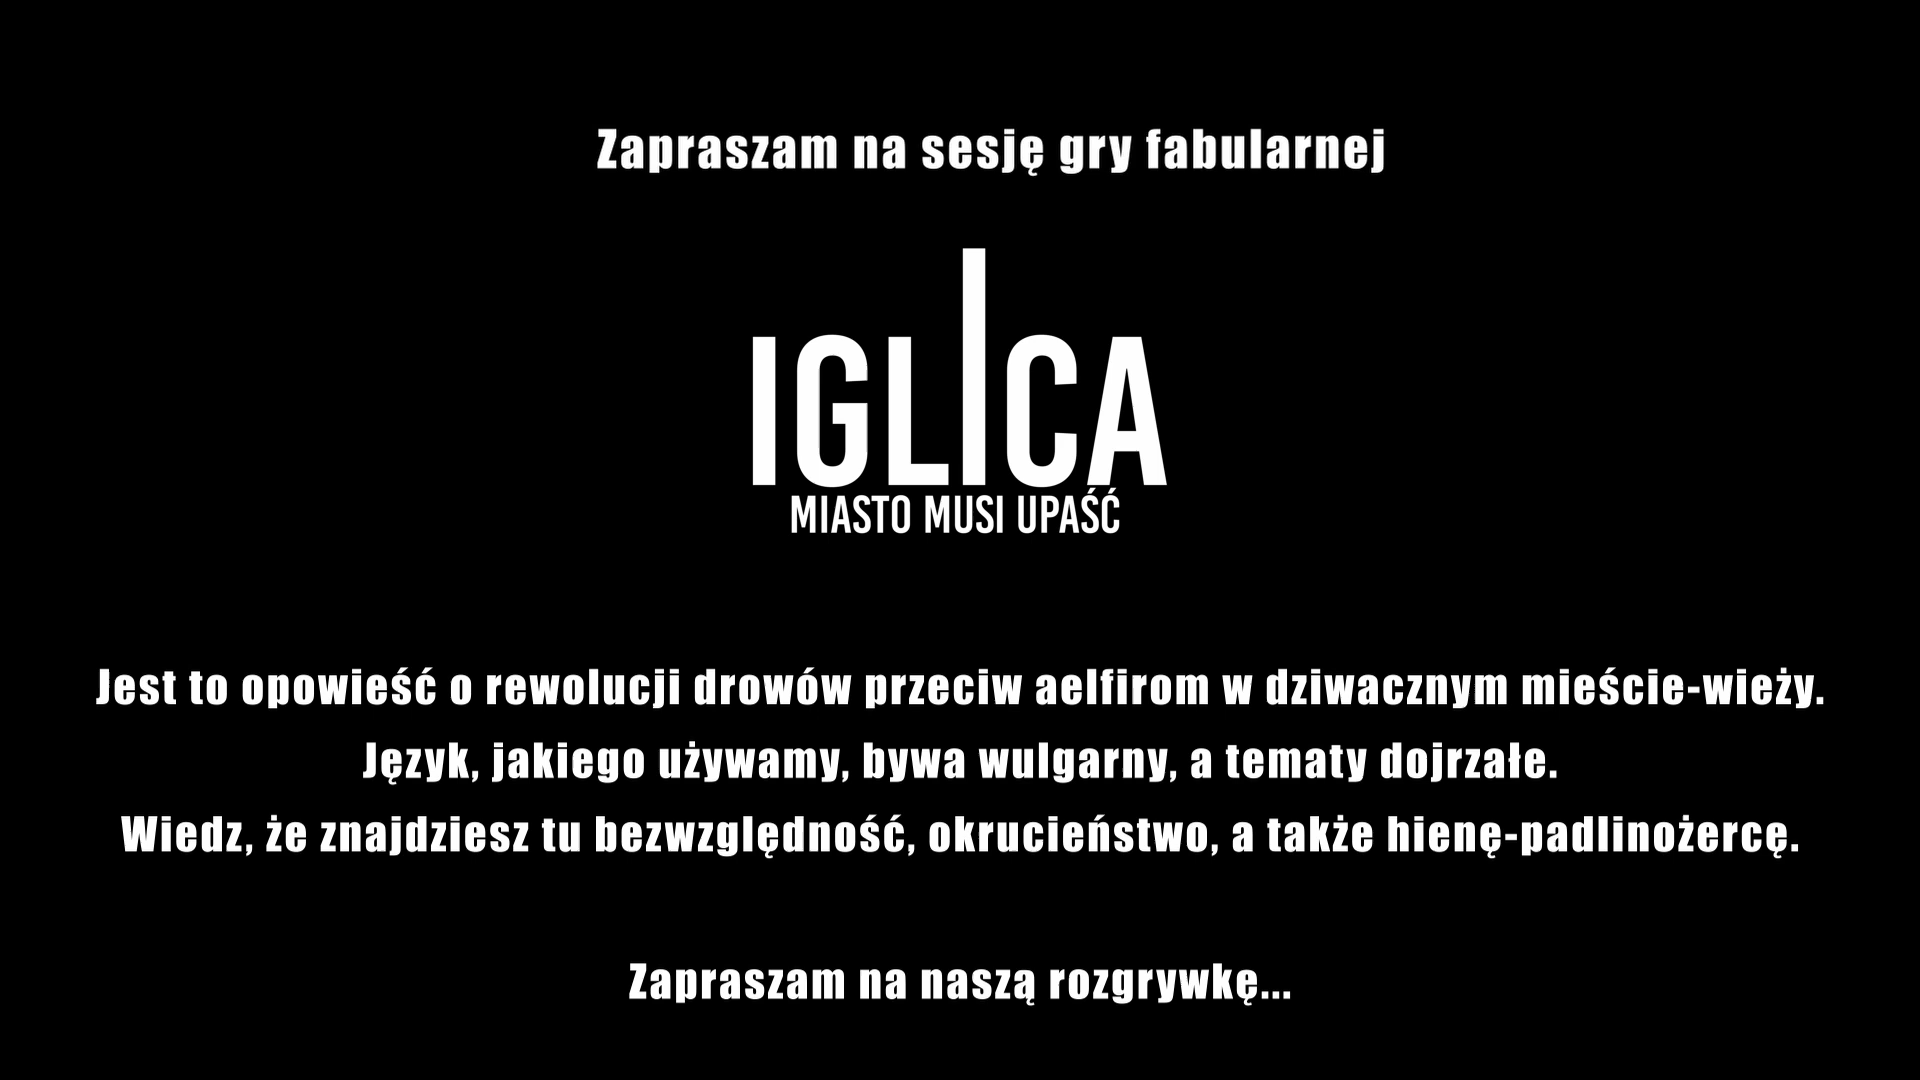 Zapraszam na sesję gry fabularnej
IGLICA
MIASTO MUSI UPAŚĆ
Jest to opowieść o rewolucji drowów przeciw aelfirom w dziwacznym mieście-wieży.
Język, jakiego używamy, bywa wulgarny, a tematy dojrzałe.
Wiedz, że znajdziesz tu bezwzględność, okrucieństwo, a także hienę-padlinożercę.
Zapraszam na naszą rozgrywkę...